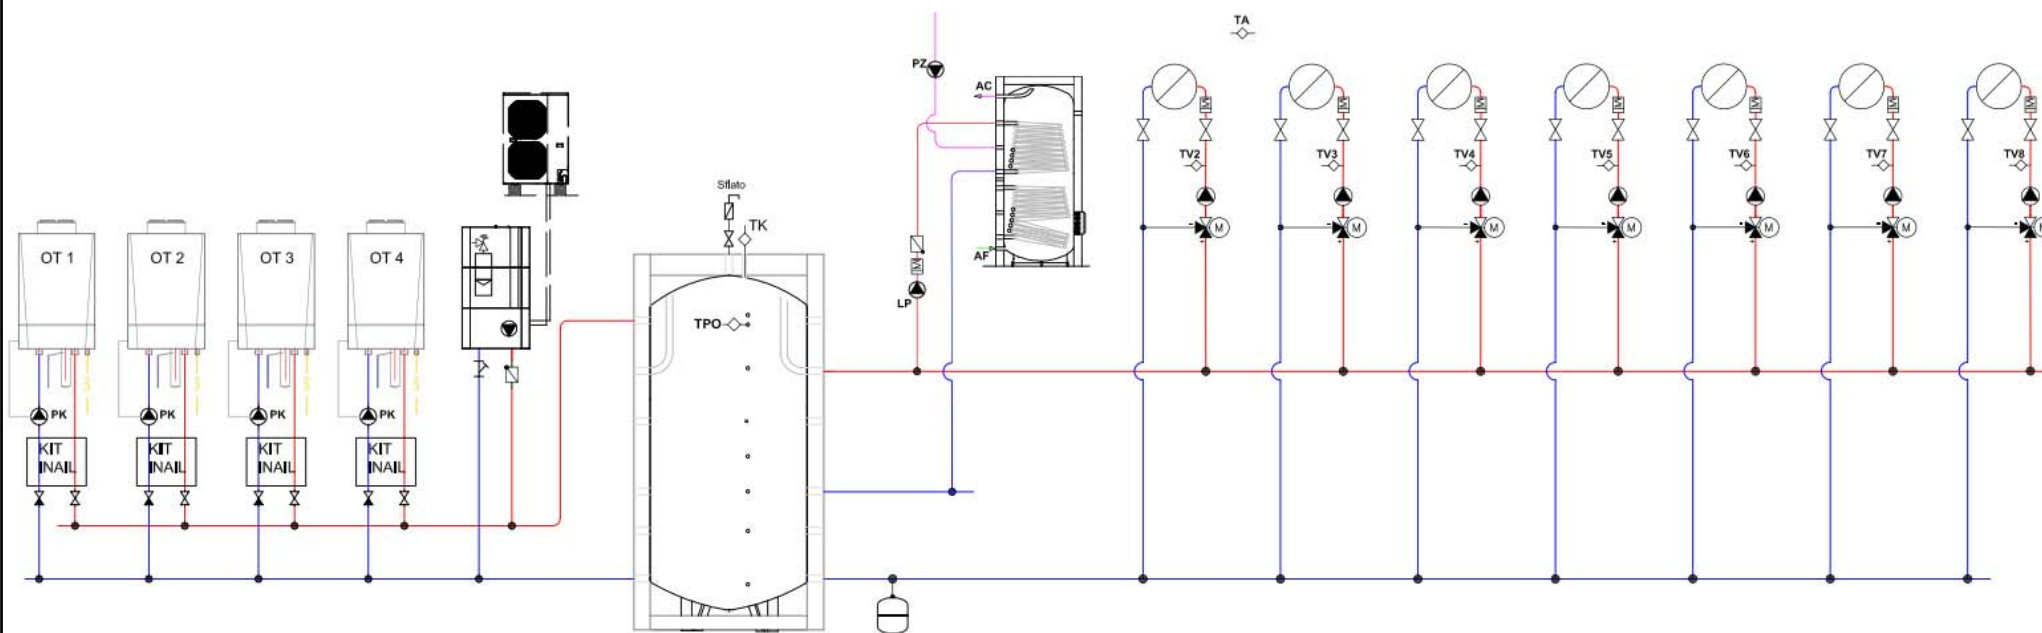 TA
PZ
AC
TV2
TV3
TV4
TV5
TV6
TV7
TV8
Sfiato
TK
M
M
M
M
M
M
M
OT 1
OT 2
OT 3
OT 4
AF
LP
TPO
PK
PK
PK
PK
KIT
INAIL
KIT
INAIL
KIT
INAIL
KIT
INAIL